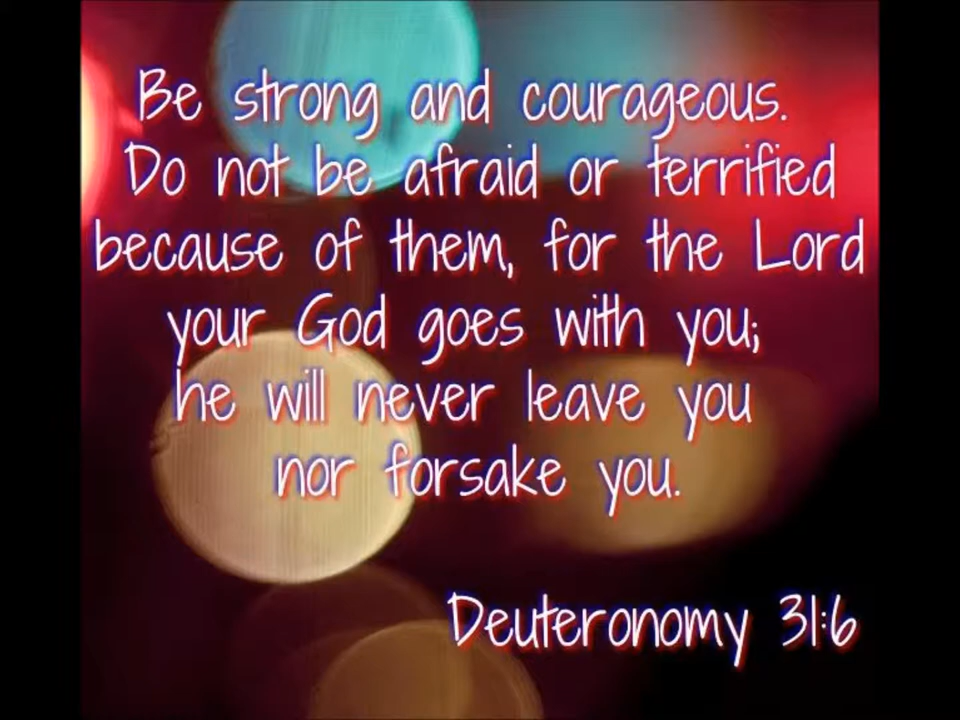 Be strong and courageous.
Do not be afraid or terrified
because of them, for the Lord
your God goes with you;
he will never leave you
nor forsake you.
Deuteronomy 31:6